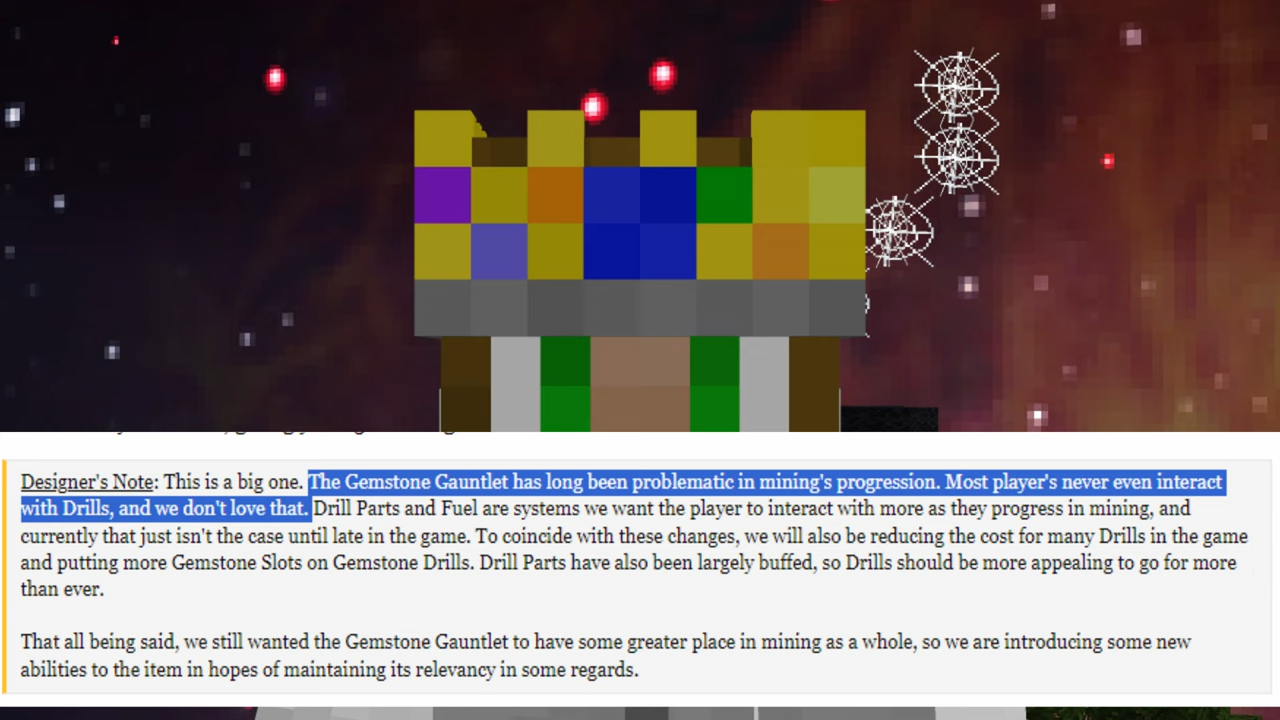 Designer's Note: This is a big one. The Gemstone Gauntlet has long been problematic in mining's progression. Most player's never even interact
with Drills, and we don't love that. Drill Parts and Fuel are systems we want the player to interact with more as they progress in mining, and
currently that just isn't the case until late in the game. To coincide with these changes, we will also be reducing the cost for many Drills in the game
and putting more Gemstone Slots on Gemstone Drills. Drill Parts have also been largely buffed, so Drills should be more appealing to go for more
than ever.
That all being said, we still wanted the Gemstone Gauntlet to have some greater place in mining as a whole, so we are introducing some new
abilities to the item in hopes of maintaining its relevancy in some regards.